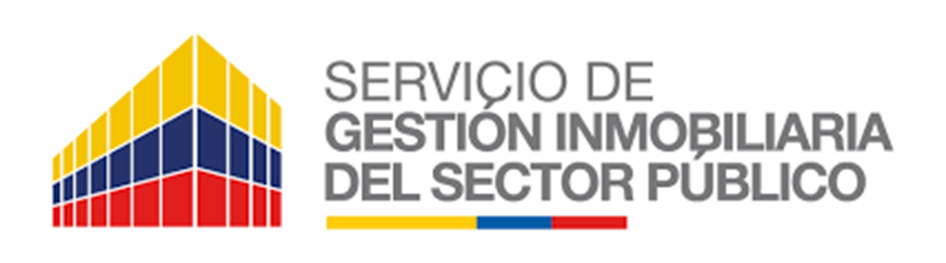 SERVICIO DE
GESTIÓN INMOBILIARIA
DEL SECTOR PÚBLICO